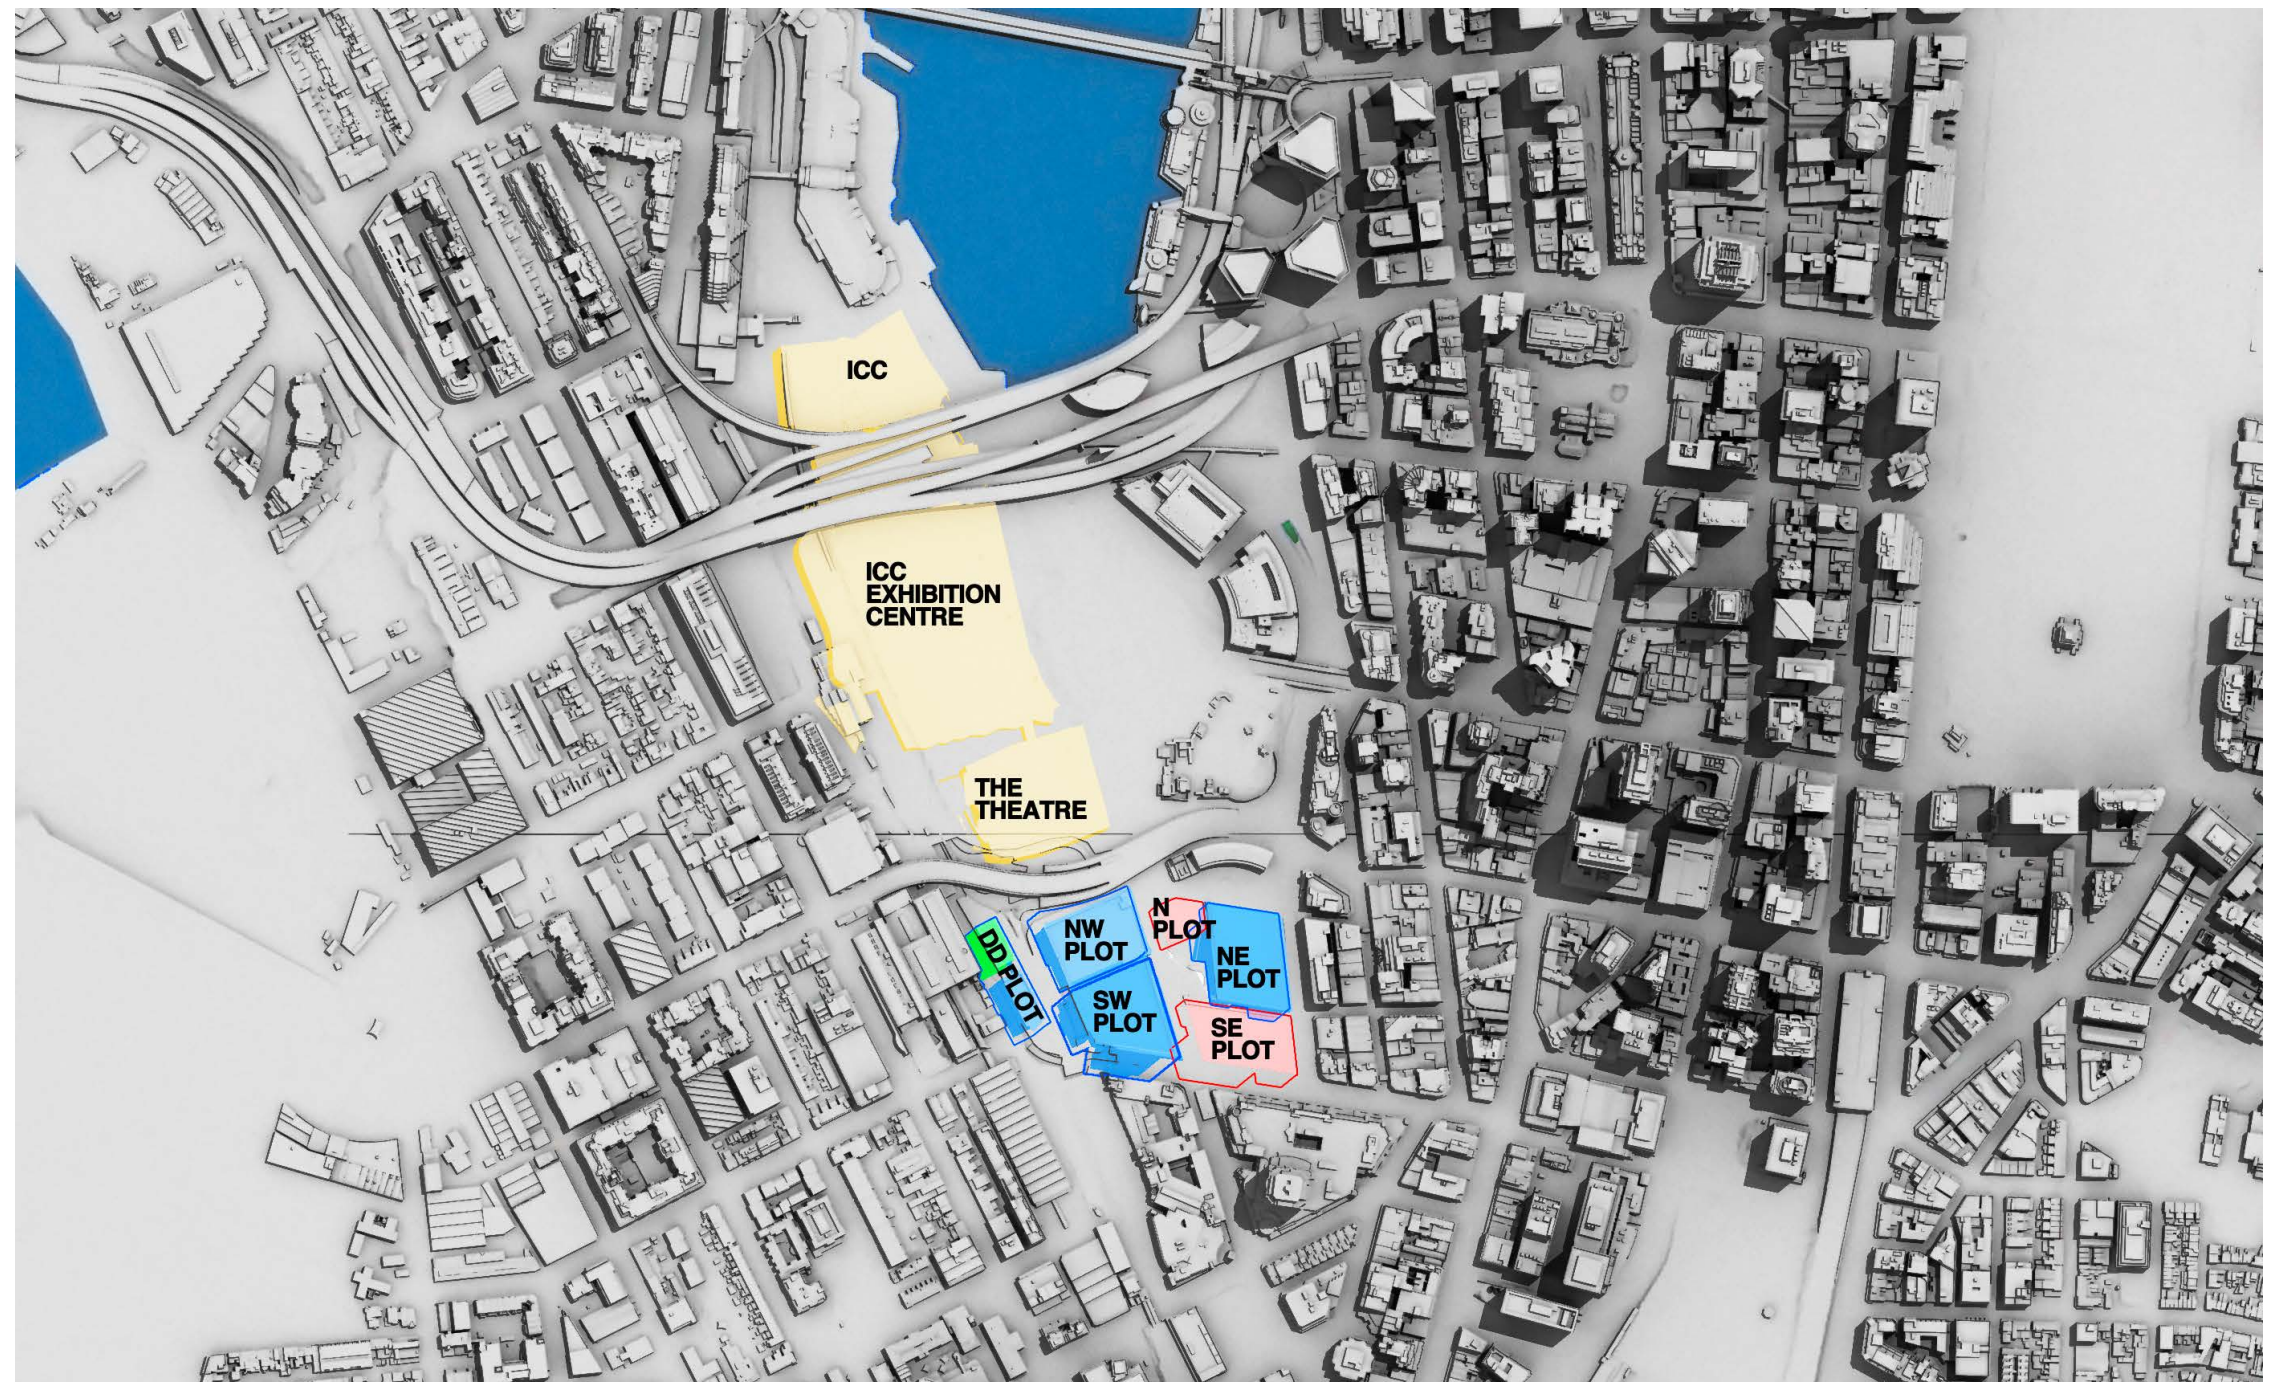 ICC
ICC
EXHIBITION
CENTRE
THE
THEATRE
NW
PLOT
N
PLOT
DD PLOT
NE
PLOT
SW
PLOT
SE
PLOT